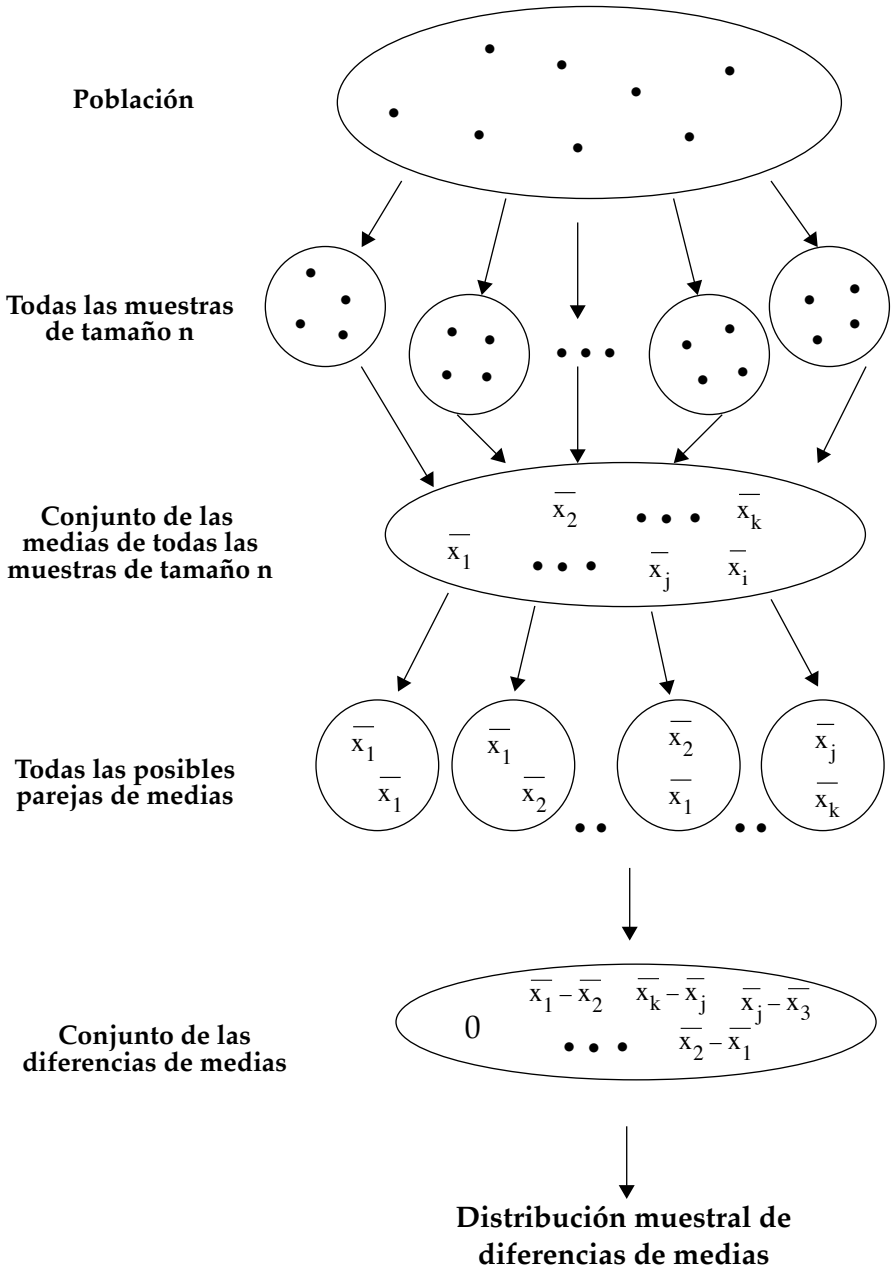 Población
Todas las muestras
de tamaño n
Conjunto de las
medias de todas las
muestras de tamaño n
x̅₂ • • • x̅ₖ
x̅₁ • • • x̅ⱼ x̅ᵢ
Todas las posibles
parejas de medias
x̅₁ x̅₁ x̅₂ x̅ⱼ
x̅₁ x̅₂ x̅₁ x̅ₖ
Conjunto de las
diferencias de medias
x̅₁ – x̅₂ x̅ₖ – x̅ⱼ x̅ⱼ – x̅₃
0 • • • x̅₂ – x̅₁
Distribución muestral de
diferencias de medias